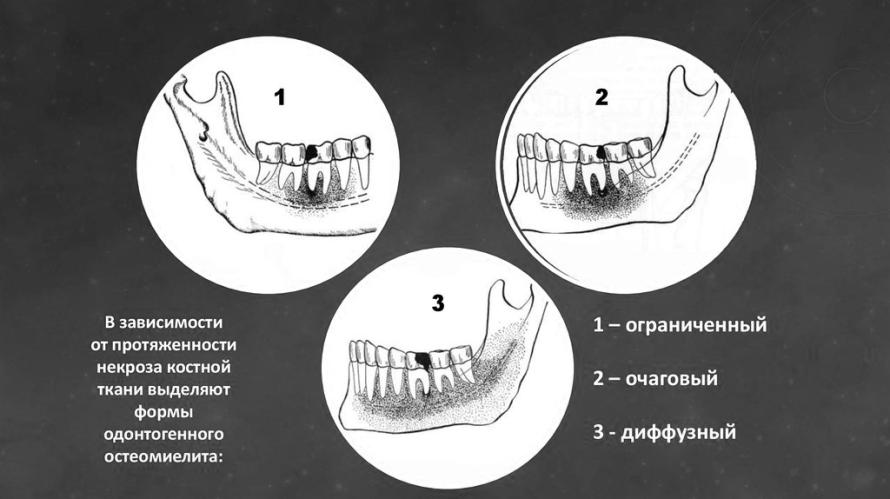 1
2
3
В зависимости
от протяженности
некроза костной
ткани выделяют
формы
одонтогенного
остеомиелита:
1 – ограниченный
2 – очаговый
3 - диффузный